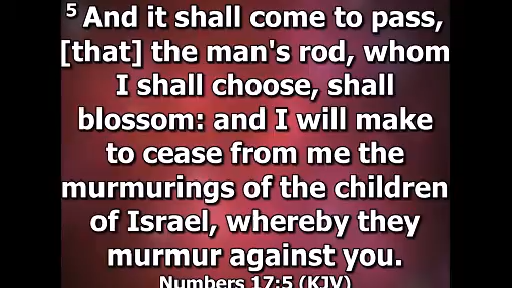 5 And it shall come to pass,
[that] the man's rod, whom
I shall choose, shall
blossom: and I will make
to cease from me the
murmurings of the children
of Israel, whereby they
murmur against you.
Numbers 17:5 (KJV)